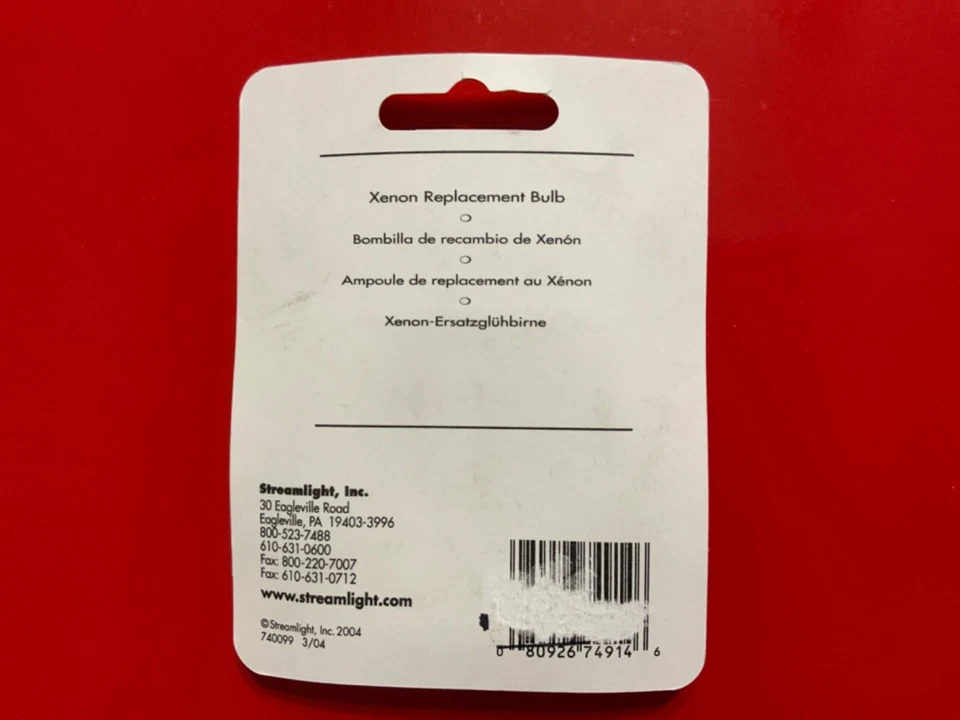 Xenon Replacement Bulb
Bombilla de recambio de Xenón
Ampoule de replacement au Xénon
Xenon-Ersatzglühbirne
Streamlight, Inc.
30 Eagleville Road
Eagleville, PA 19403-3996
800-523-7488
610-631-0600
Fax: 800-220-7007
Fax: 610-631-0712
www.streamlight.com
©Streamlight, Inc. 2004
740099 3/04
0 80926 74914 6